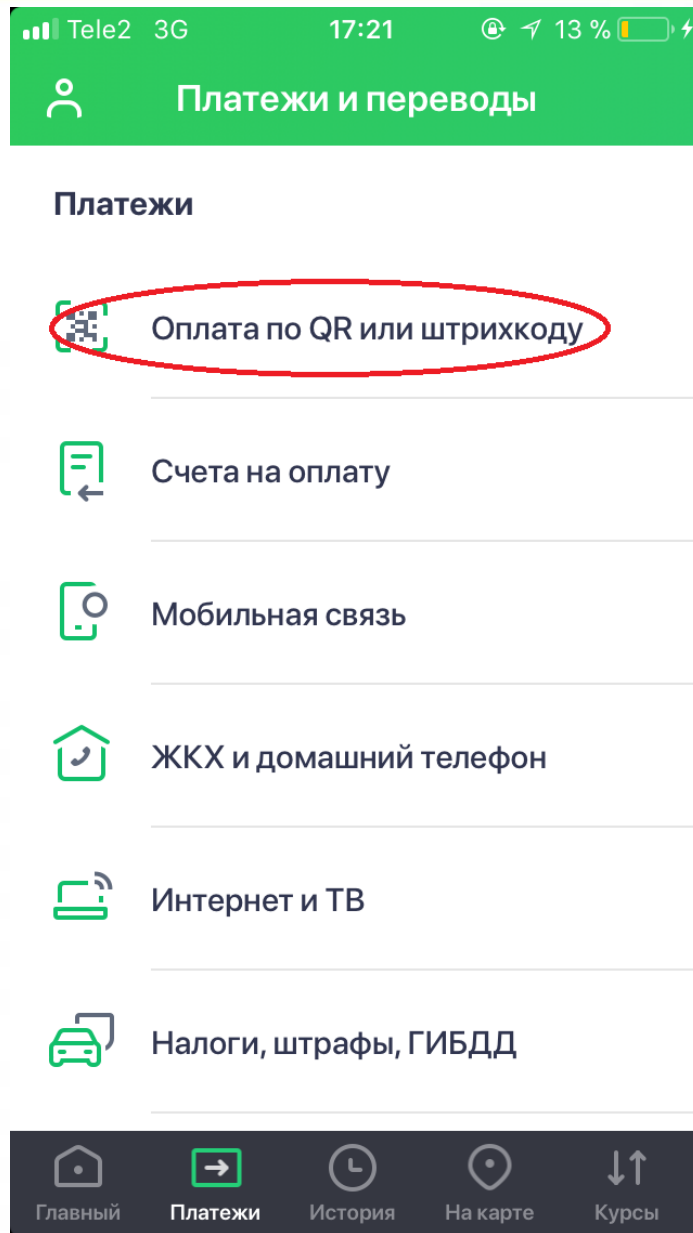 Tele2 3G 17:21 13 %
Платежи и переводы
Платежи
Оплата по QR или штрихкоду
Счета на оплату
Мобильная связь
ЖКХ и домашний телефон
Интернет и ТВ
Налоги, штрафы, ГИБДД
Главный Платежи История На карте Курсы